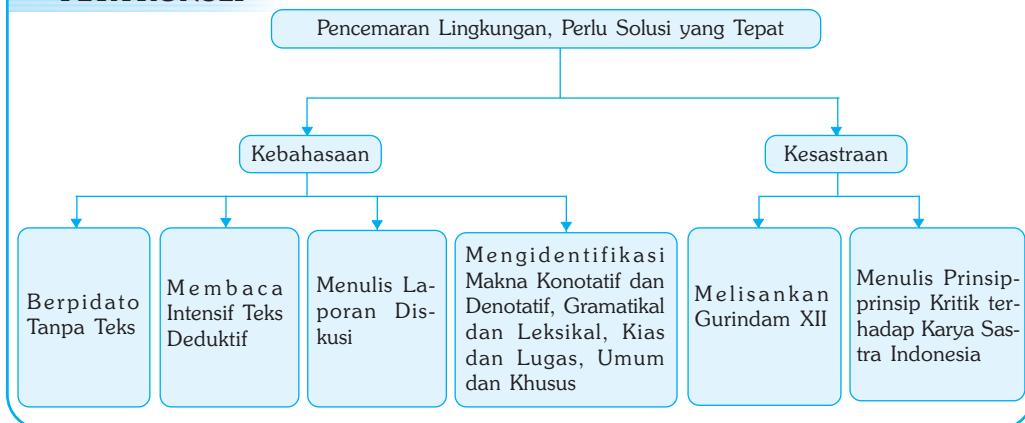 Pencemaran Lingkungan, Perlu Solusi yang Tepat
Kebahasaan
Kesastraan
Berpidato
Tanpa Teks
Membaca
Intensif Teks
Deduktif
Menulis La-
poran Dis-
kusi
Mengidentifikasi
Makna Konotatif dan
Denotatif, Gramatikal
dan Leksikal, Kias
dan Lugas, Umum
dan Khusus
Melisankan
Gurindam XII
Menulis Prinsip-
prinsip Kritik ter-
hadap Karya Sas-
tra Indonesia